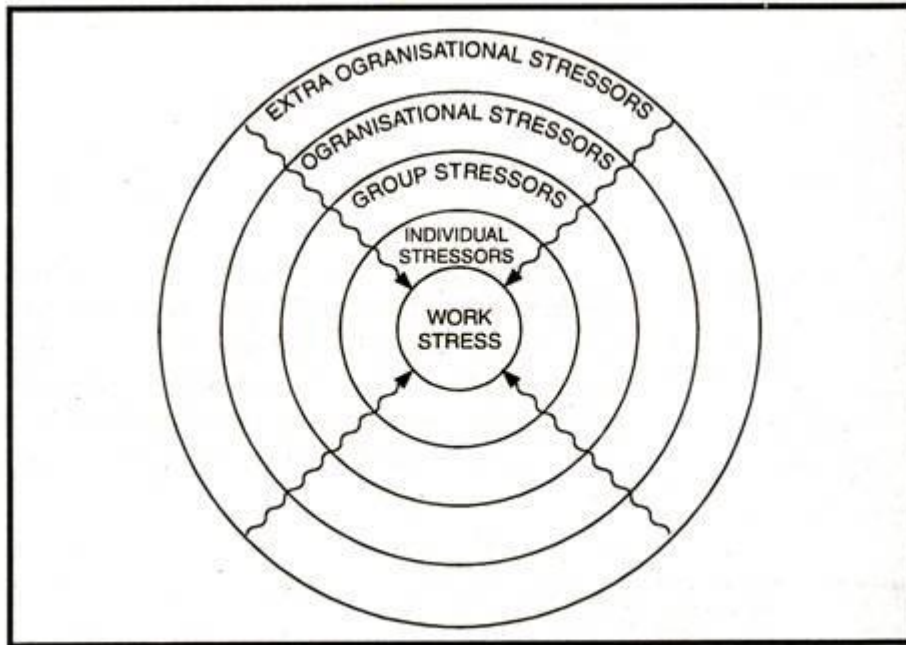 EXTRA OGRANISATIONAL STRESSORS
OGRANISATIONAL STRESSORS
GROUP STRESSORS
INDIVIDUAL
STRESSORS
WORK
STRESS